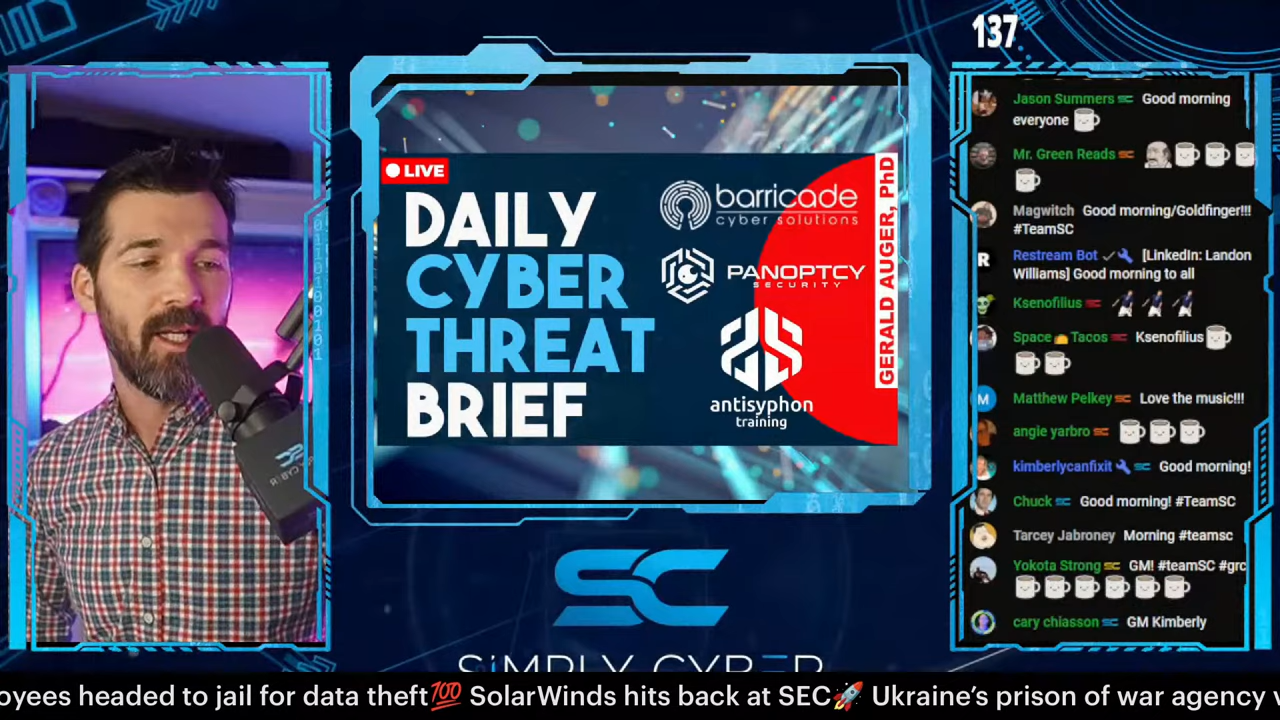 137
LIVE
DAILY
CYBER
THREAT
BRIEF
barricade
cyber solutions
PANOPTCY
SECURITY
antisyphon
training
GERALD AUGER, PhD
SC
SIMPLY CYBER
Jason Summers Good morning
everyone
Mr. Green Reads
Magwitch Good morning/Goldfinger!!!
#TeamSC
Restream Bot [LinkedIn: Landon
Williams] Good morning to all
Ksenofilius
Space Tacos Ksenofilius
Matthew Pelkey Love the music!!!
angie yarbro
kimberlycanfixit Good morning!
Chuck Good morning! #TeamSC
Tarcey Jabroney Morning #teamsc
Yokota Strong GM! #teamSC #grc
cary chiasson GM Kimberly
oyees headed to jail for data theft💯 SolarWinds hits back at SEC🚀 Ukraine’s prison of war agency